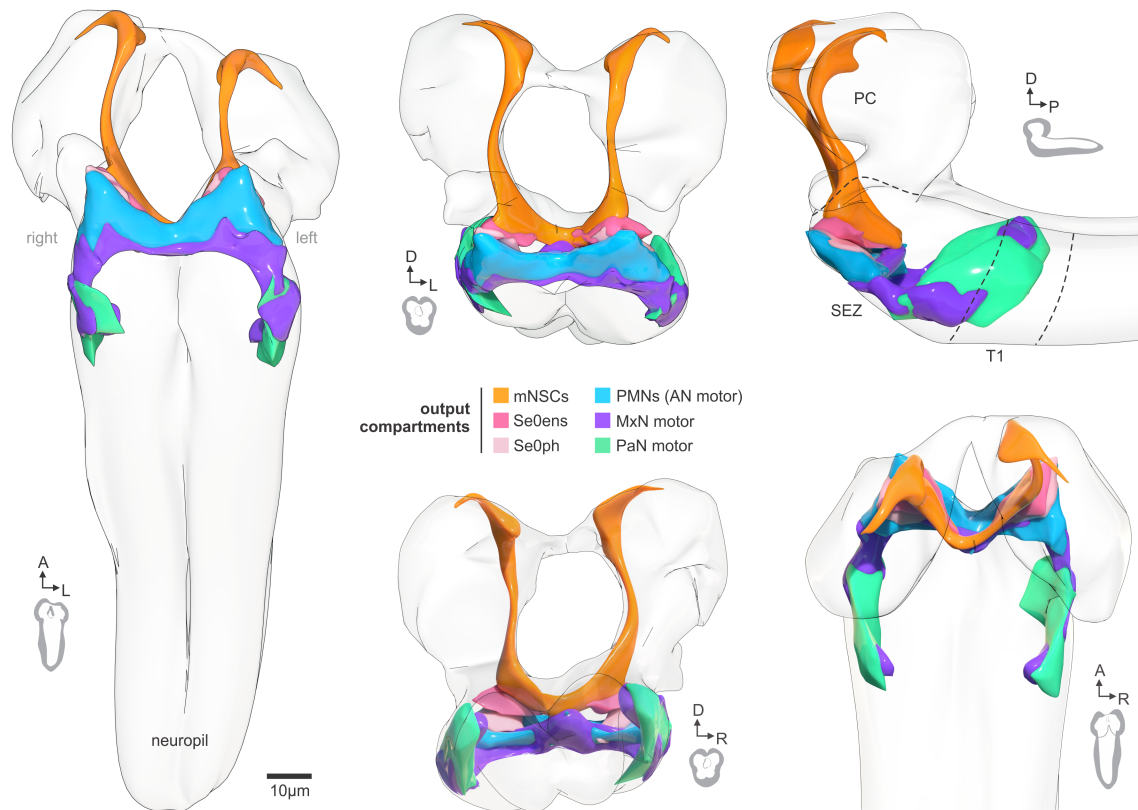 right
left
A
L
neuropil
10µm
D
L
PC
D
P
SEZ
T1
output
compartments
mNSCs
Se0ens
Se0ph
PMNs (AN motor)
MxN motor
PaN motor
D
R
A
R